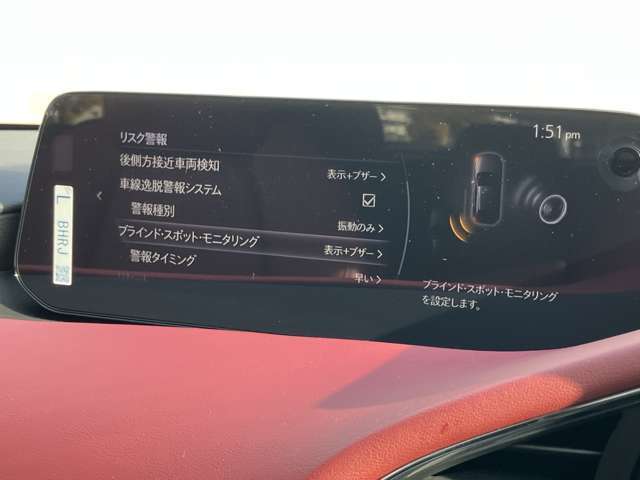 1:51 pm
リスク警報
後側方接近車両検知
表示+ブザー
車線逸脱警報システム
警報種別
振動のみ
ブラインド・スポット・モニタリング
表示+ブザー
警報タイミング
早い
ブラインド・スポット・モニタリング
を設定します。
L BHRJ